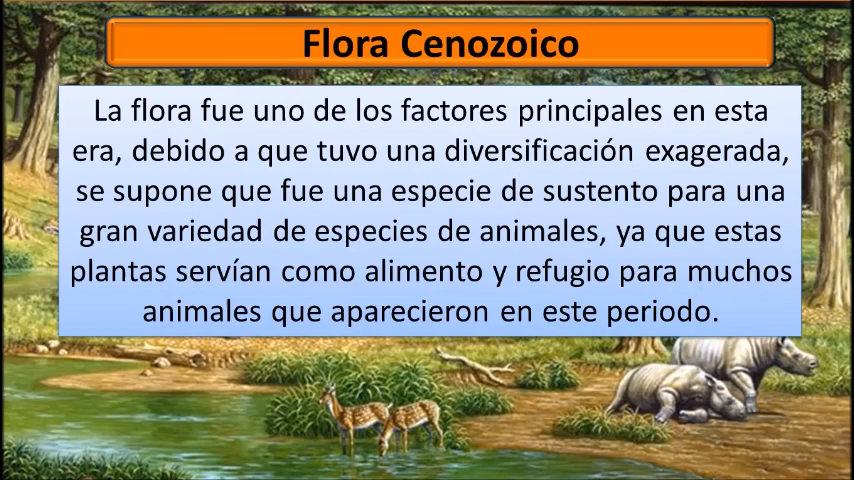 Flora Cenozoico
La flora fue uno de los factores principales en esta
era, debido a que tuvo una diversificación exagerada,
se supone que fue una especie de sustento para una
gran variedad de especies de animales, ya que estas
plantas servían como alimento y refugio para muchos
animales que aparecieron en este periodo.